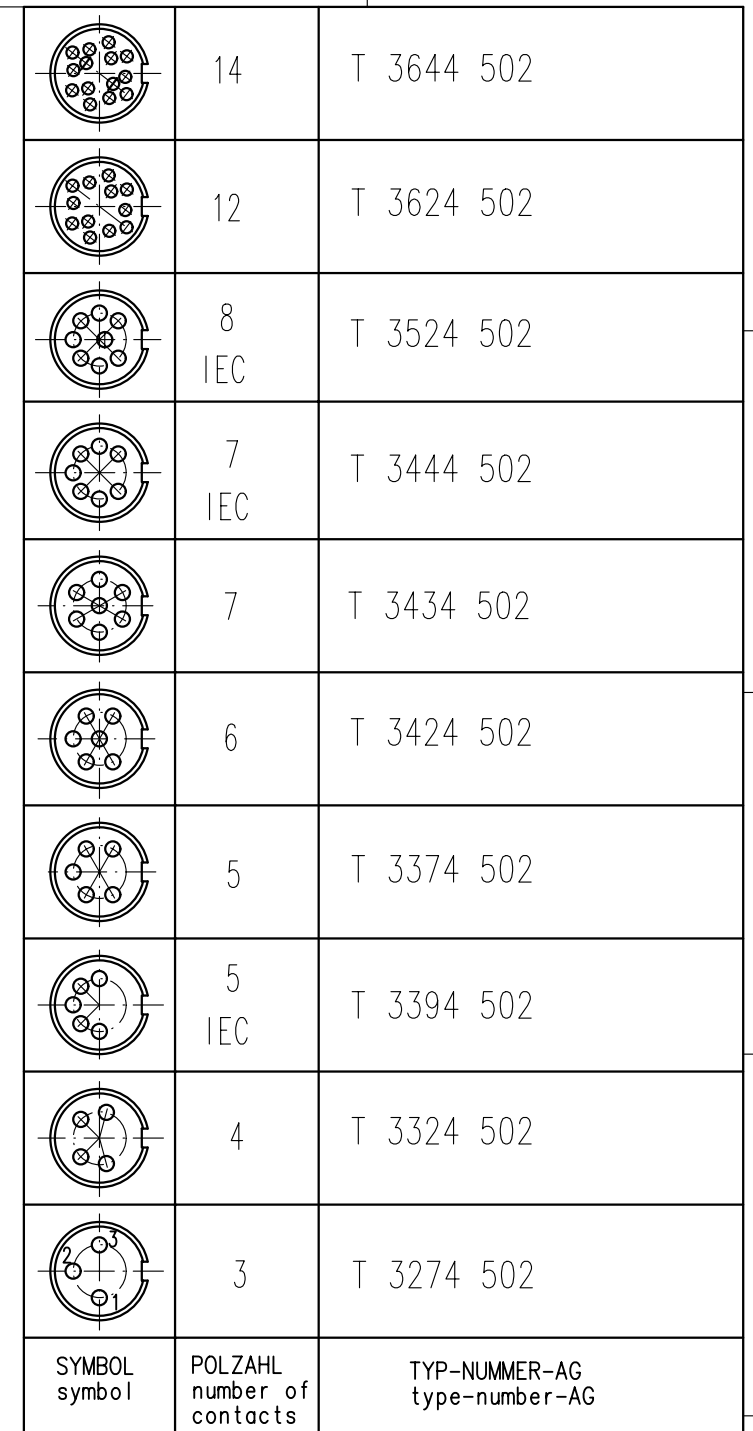 14
T 3644 502
12
T 3624 502
8
IEC
T 3524 502
7
IEC
T 3444 502
7
T 3434 502
6
T 3424 502
5
T 3374 502
5
IEC
T 3394 502
4
T 3324 502
3
2
1
3
T 3274 502
SYMBOL
symbol
POLZAHL
number of
contacts
TYP-NUMMER-AG
type-number-AG